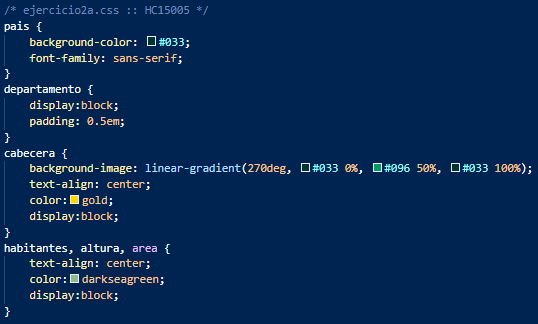 /* ejercicio2a.css :: HC15005 */
pais {
    background-color: #033;
    font-family: sans-serif;
}
departamento {
    display:block;
    padding: 0.5em;
}
cabecera {
    background-image: linear-gradient(270deg, #033 0%, #096 50%, #033 100%);
    text-align: center;
    color:gold;
    display:block;
}
habitantes, altura, area {
    text-align: center;
    color:darkseagreen;
    display:block;
}